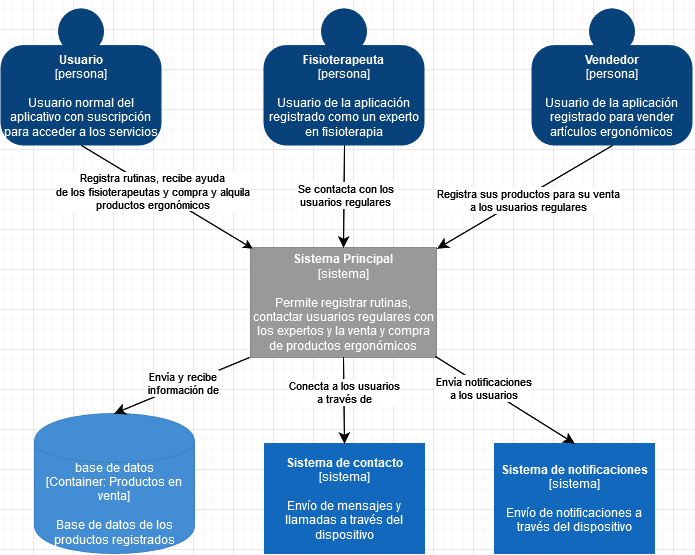 Usuario
[persona]
Usuario normal del
aplicativo con suscripción
para acceder a los servicios
Fisioterapeuta
[persona]
Usuario de la aplicación
registrado como un experto
en fisioterapia
Vendedor
[persona]
Usuario de la aplicación
registrado para vender
artículos ergonómicos
Registra rutinas, recibe ayuda
de los fisioterapeutas y compra y alquila
productos ergonómicos
Se contacta con los
usuarios regulares
Registra sus productos para su venta
a los usuarios regulares
Sistema Principal
[sistema]
Permite registrar rutinas,
contactar usuarios regulares con
los expertos y la venta y compra
de productos ergonómicos
Envía y recibe
información de
Conecta a los usuarios
a través de
Envía notificaciones
a los usuarios
base de datos
[Container: Productos en
venta]
Base de datos de los
productos registrados
Sistema de contacto
[sistema]
Envío de mensajes y
llamadas a través del
dispositivo
Sistema de notificaciones
[sistema]
Envío de notificaciones a
través del dispositivo